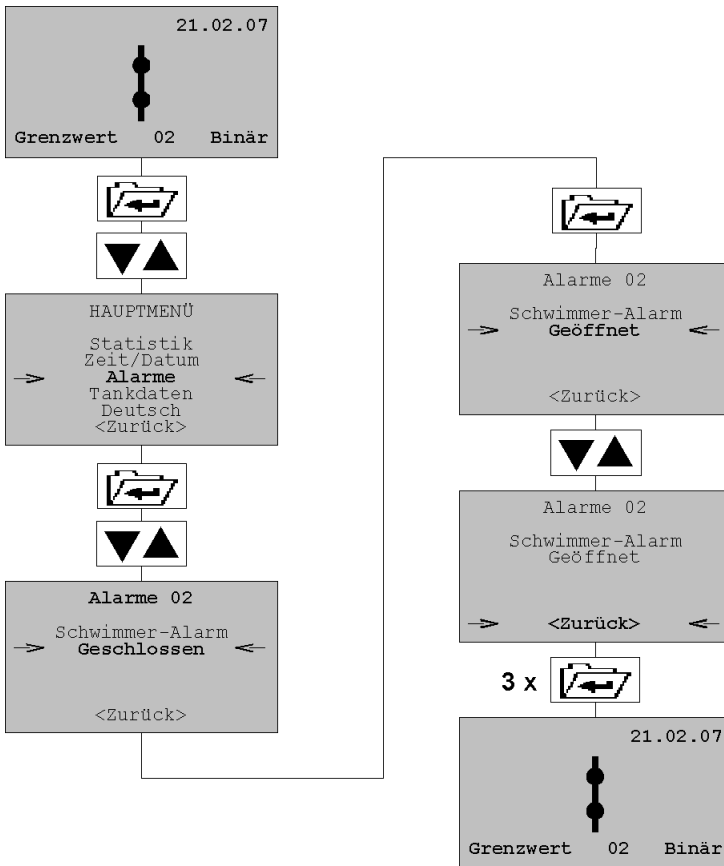 21.02.07
Grenzwert 02 Binär
HAUPTMENÜ
Statistik
Zeit/Datum
Alarme
Tankdaten
Deutsch
<Zurück>
Alarme 02
Schwimmer-Alarm
Geschlossen
<Zurück>
Alarme 02
Schwimmer-Alarm
Geöffnet
<Zurück>
Alarme 02
Schwimmer-Alarm
Geöffnet
<Zurück>
3 x
21.02.07
Grenzwert 02 Binär